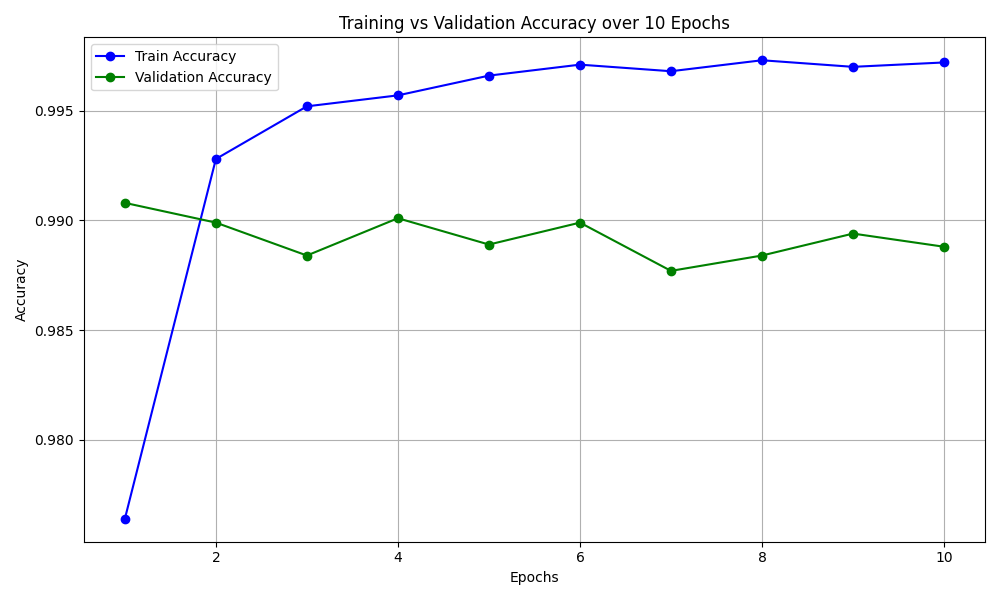 Training vs Validation Accuracy over 10 Epochs
Train Accuracy
Validation Accuracy
0.995
0.990
0.985
0.980
Accuracy
2 4 6 8 10
Epochs